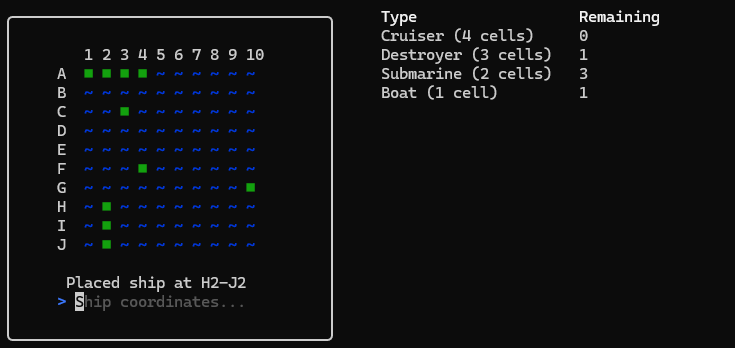 Type Remaining
Cruiser (4 cells) 0
Destroyer (3 cells) 1
Submarine (2 cells) 3
Boat (1 cell) 1
1 2 3 4 5 6 7 8 9 10
A ■ ■ ■ ■ ~ ~ ~ ~ ~ ~
B ~ ~ ~ ~ ~ ~ ~ ~ ~ ~
C ~ ~ ■ ~ ~ ~ ~ ~ ~ ~
D ~ ~ ~ ~ ~ ~ ~ ~ ~ ~
E ~ ~ ~ ~ ~ ~ ~ ~ ~ ~
F ~ ~ ~ ■ ~ ~ ~ ~ ~ ~
G ~ ~ ~ ~ ~ ~ ~ ~ ~ ■
H ~ ■ ~ ~ ~ ~ ~ ~ ~ ~
I ~ ■ ~ ~ ~ ~ ~ ~ ~ ~
J ~ ■ ~ ~ ~ ~ ~ ~ ~ ~
Placed ship at H2-J2
> Ship coordinates...